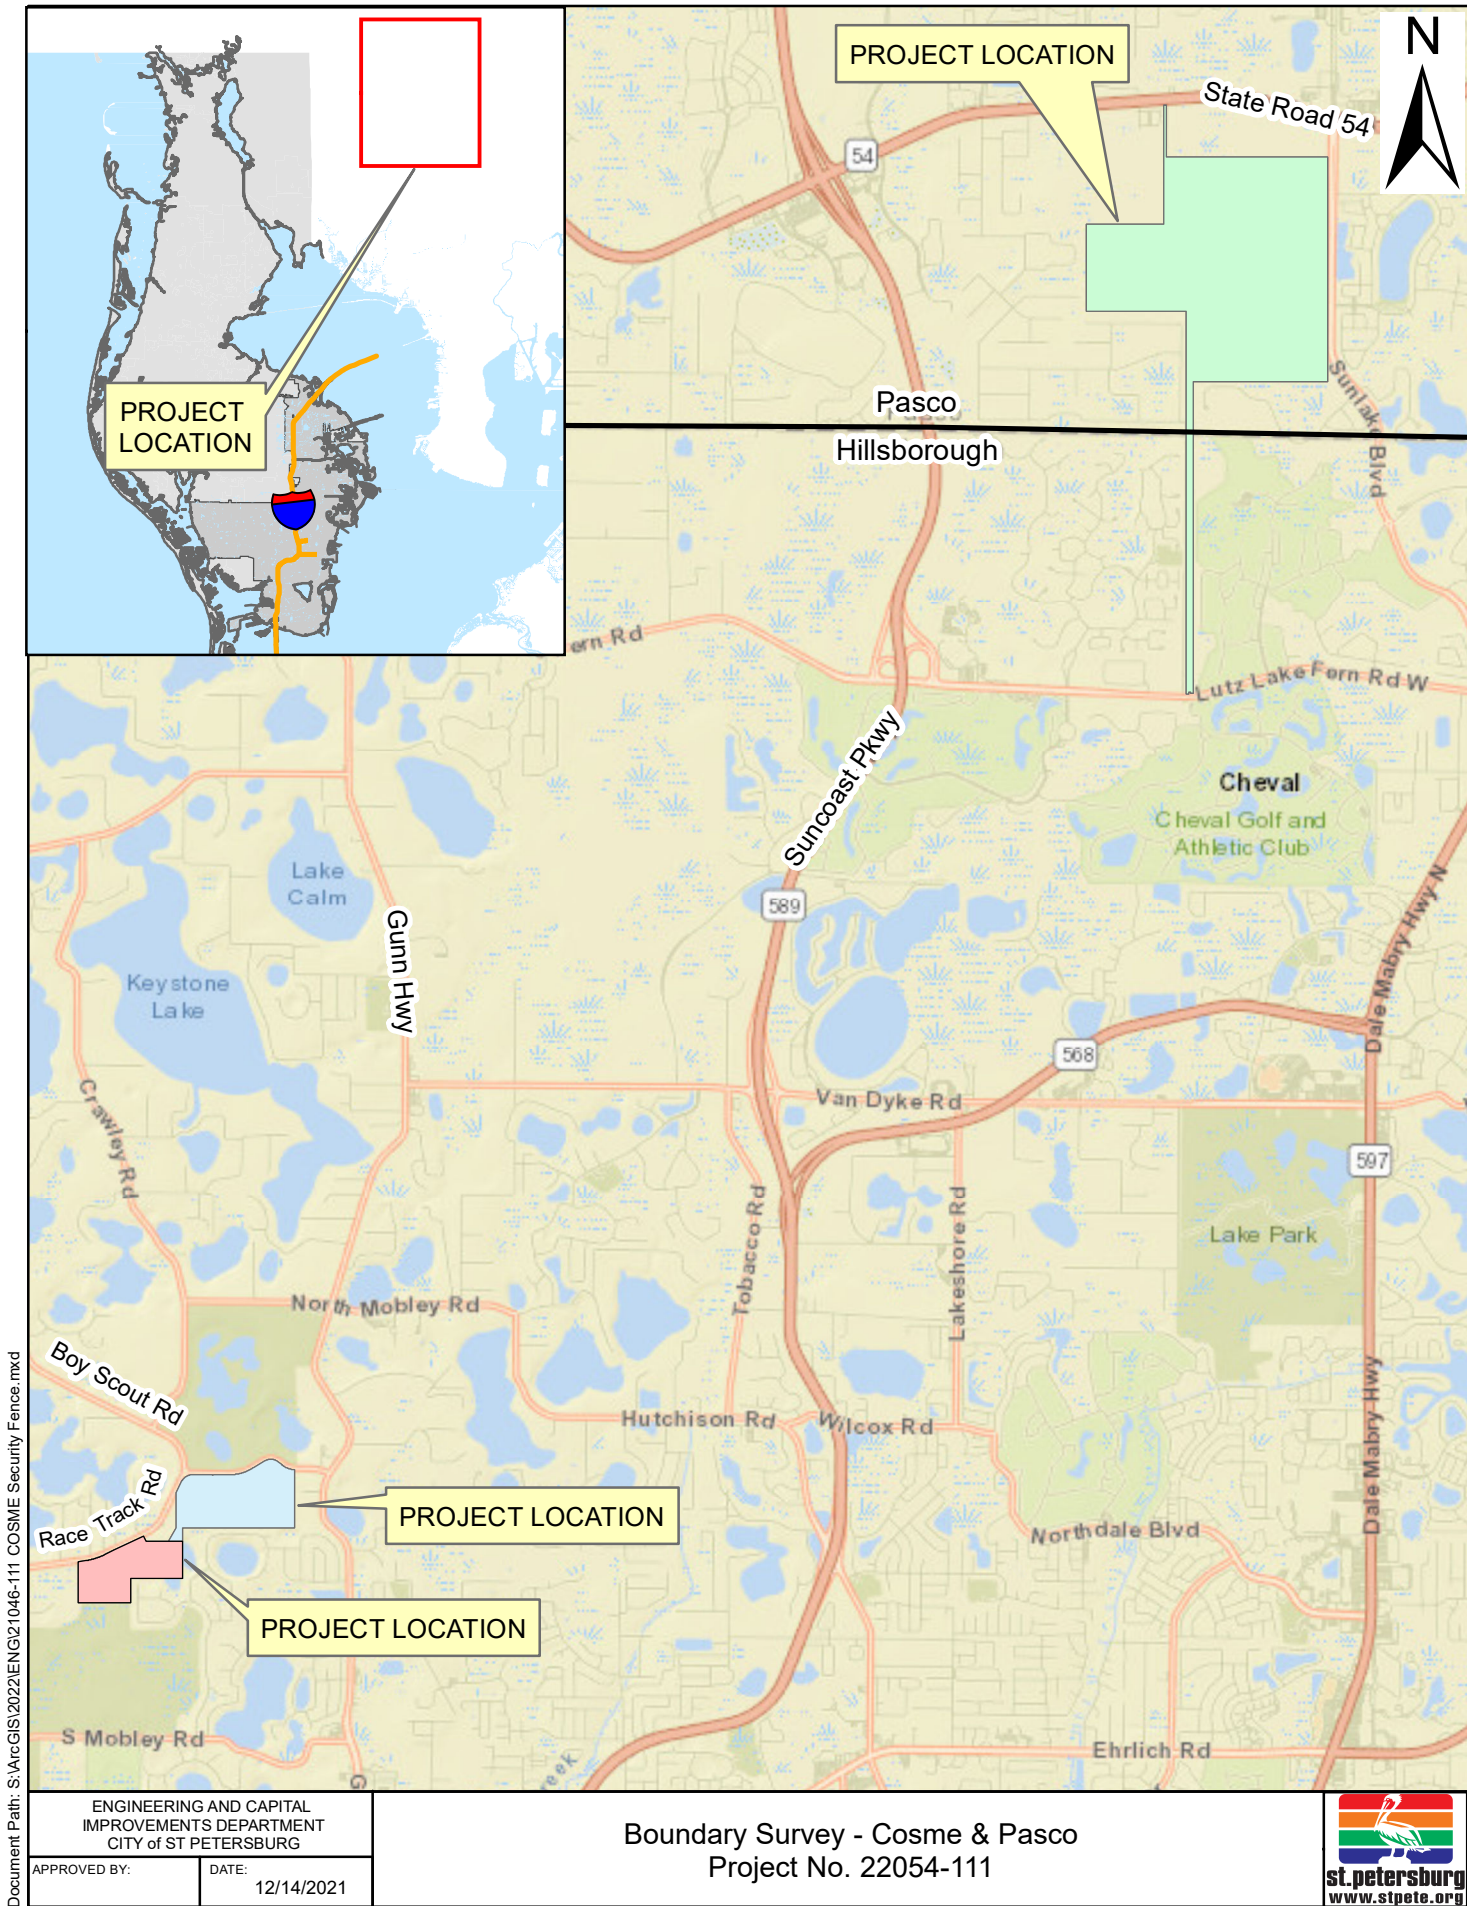 PROJECT LOCATION
N
State Road 54
54
PROJECT
LOCATION
Sunlake Blvd
Pasco
Hillsborough
ern Rd
Lutz Lake Fern Rd W
Suncoast Pkwy
Cheval
Cheval Golf and
Athletic Club
Lake
Calm
589
Gunn Hwy
Dale Mabry Hwy N
Keystone
Lake
568
Crawley Rd
Van Dyke Rd
597
Tobacco Rd
Lakeshore Rd
Lake Park
North Mobley Rd
Boy Scout Rd
Hutchison Rd
Wilcox Rd
Dale Mabry Hwy
Race Track Rd
PROJECT LOCATION
Northdale Blvd
PROJECT LOCATION
S Mobley Rd
Ehrlich Rd
G
reek
Document Path: S:\ArcGIS\2022\ENG\21046-111 COSME Security Fence.mxd
ENGINEERING AND CAPITAL
IMPROVEMENTS DEPARTMENT
CITY of ST PETERSBURG
APPROVED BY:
DATE:
12/14/2021
Boundary Survey - Cosme & Pasco
Project No. 22054-111
st.petersburg
www.stpete.org